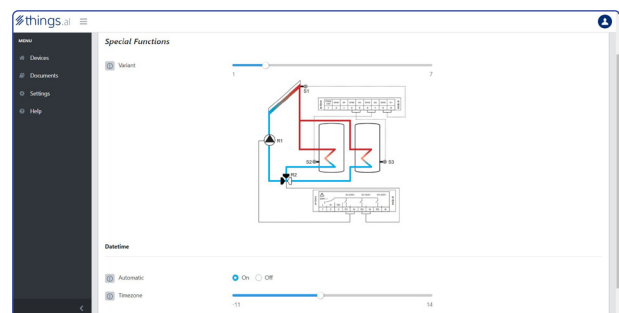 things.ai
MENU
Devices
Documents
Settings
Help
Special Functions
Variant
1
7
S1
R1
S2
S3
R2
Datetime
Automatic
On
Off
Timezone
-11
14